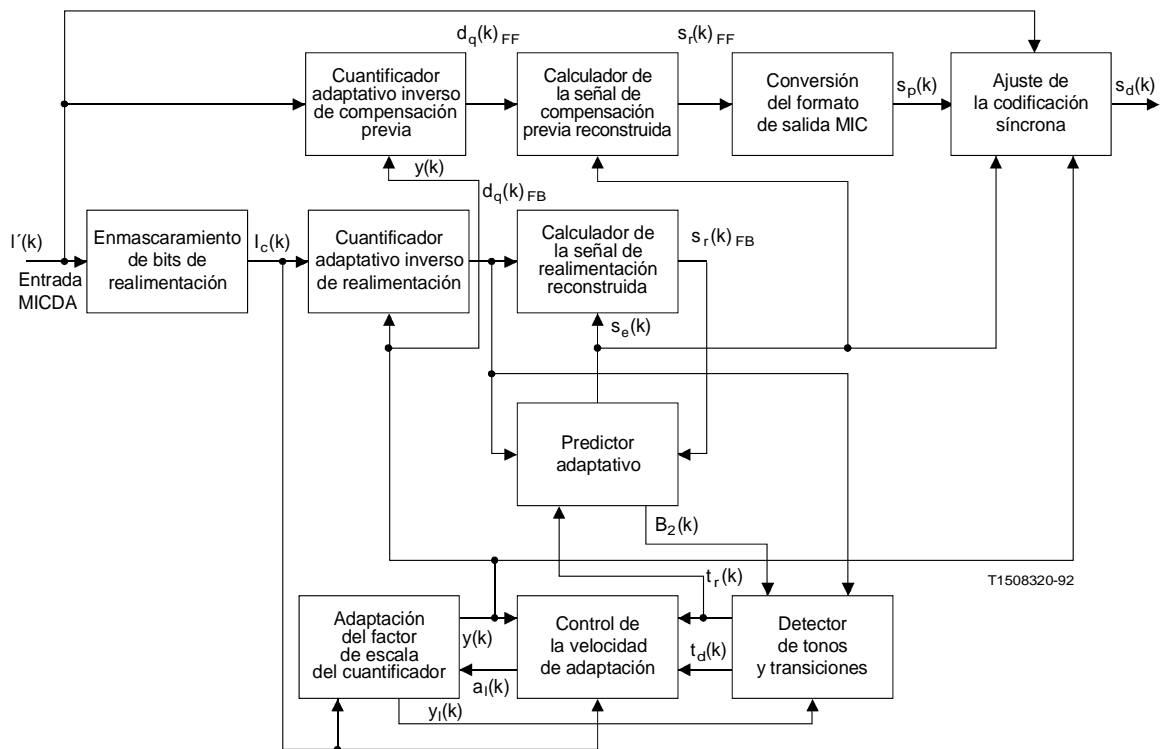 d_q(k)_FF
s_r(k)_FF
Cuantificador
adaptativo inverso
de compensación
previa
Calculador de
la señal de
compensación
previa reconstruida
Conversión
del formato
de salida MIC
s_p(k)
Ajuste de
la codificación
síncrona
s_d(k)
y(k)
d_q(k)_FB
I´(k)
Entrada
MICDA
Enmascaramiento
de bits de
realimentación
I_c(k)
Cuantificador
adaptativo inverso
de realimentación
Calculador de
la señal de
realimentación
reconstruida
s_r(k)_FB
s_e(k)
Predictor
adaptativo
B_2(k)
t_r(k)
T1508320-92
Adaptación
del factor
de escala
del cuantificador
y(k)
a_l(k)
Control de
la velocidad
de adaptación
t_d(k)
Detector
de tonos
y transiciones
y_l(k)